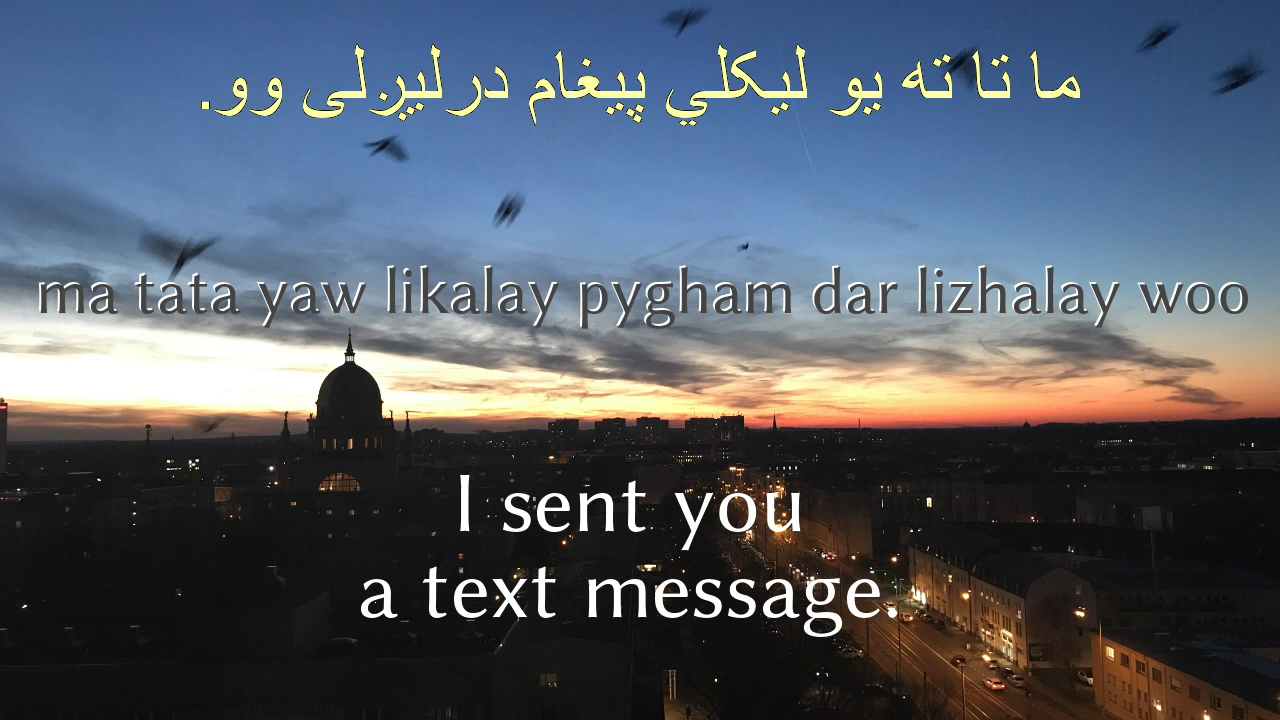 ما تا ته یو لیکلي پیغام درلیږلی وو.
ma tata yaw likalay pygham dar lizhalay woo
I sent you
a text message.